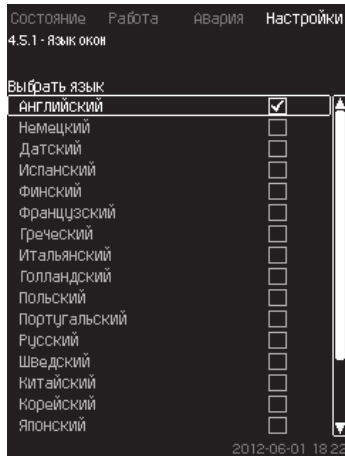 Состояние Работа Авария Настройки
4.5.1 - Язык окон
Выбрать язык
Английский
Немецкий
Датский
Испанский
Финский
Французский
Греческий
Итальянский
Голландский
Польский
Португальский
Русский
Шведский
Китайский
Корейский
Японский
2012-06-01 18:22